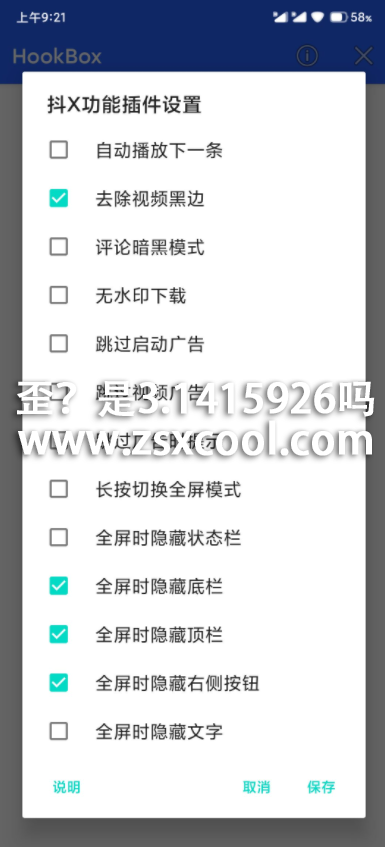 上午9:21
58%
HookBox
抖X功能插件设置
自动播放下一条
去除视频黑边
评论暗黑模式
无水印下载
跳过启动广告
跳过视频广告
歪？是3.1415926吗
www.zsxcool.com
长按切换全屏模式
全屏时隐藏状态栏
全屏时隐藏底栏
全屏时隐藏顶栏
全屏时隐藏右侧按钮
全屏时隐藏文字
说明
取消
保存